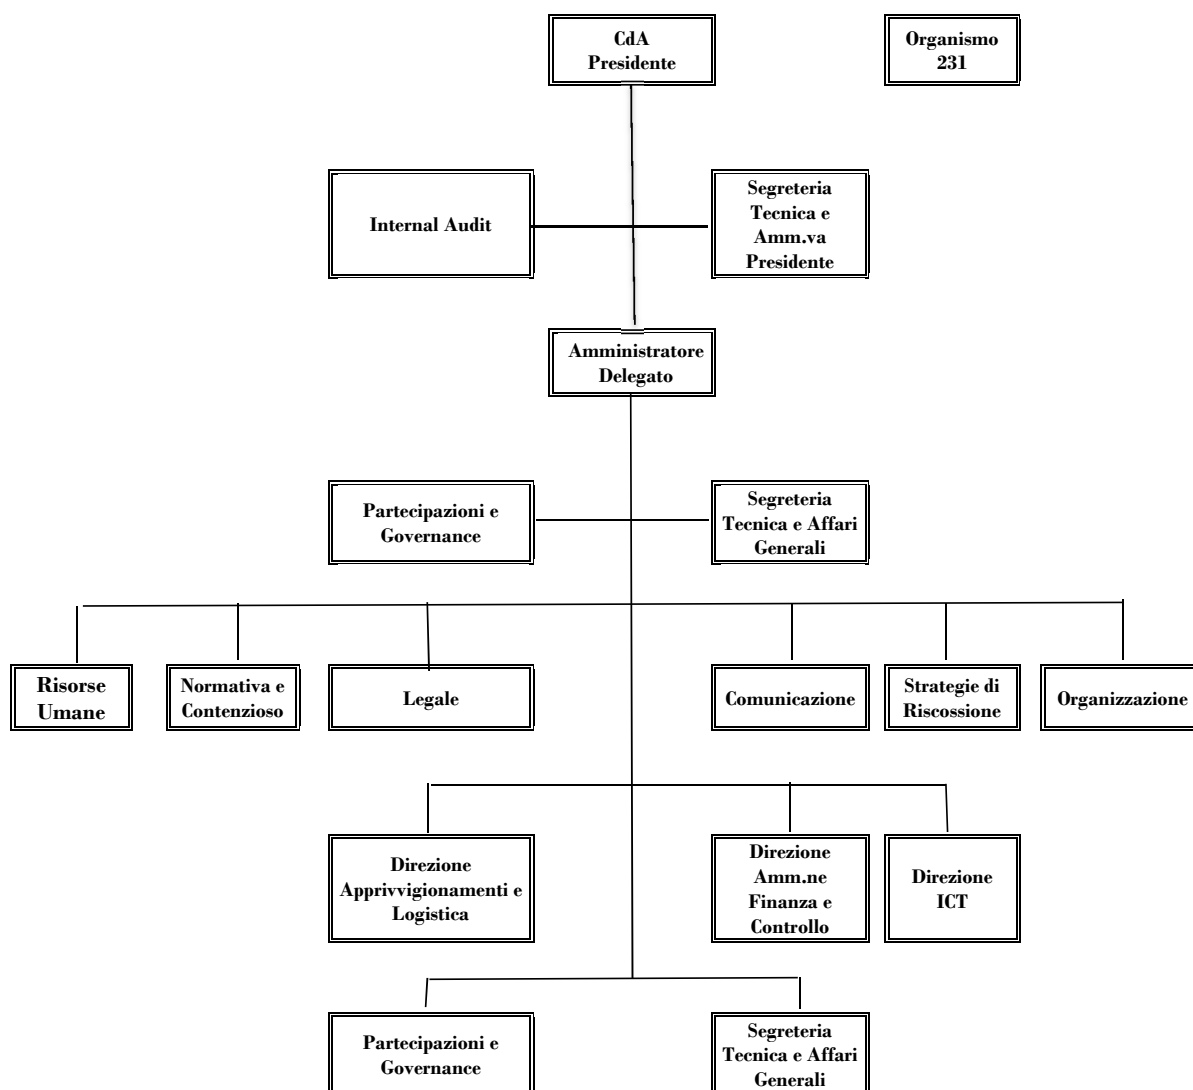 CdA
Presidente
Organismo
231
Internal Audit
Segreteria
Tecnica e
Amm.va
Presidente
Amministratore
Delegato
Partecipazioni e
Governance
Segreteria
Tecnica e Affari
Generali
Risorse
Umane
Normativa e
Contenzioso
Legale
Comunicazione
Strategie di
Riscossione
Organizzazione
Direzione
Apprivvigionamenti e
Logistica
Direzione
Amm.ne
Finanza e
Controllo
Direzione
ICT
Partecipazioni e
Governance
Segreteria
Tecnica e Affari
Generali